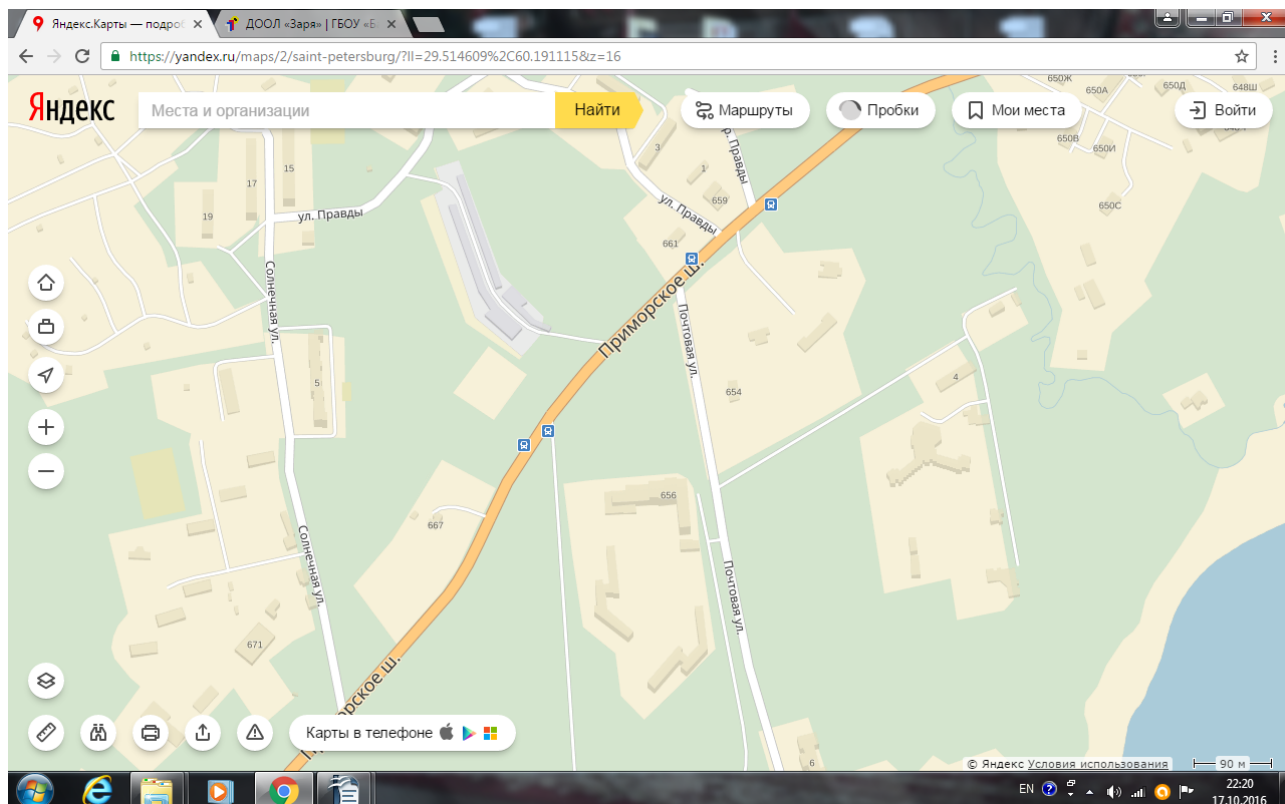 Яндекс.Карты — подроб
ДООЛ «Заря» | ГБОУ «Б
https://yandex.ru/maps/2/saint-petersburg/?ll=29.514609%2C60.191115&z=16
Яндекс
Места и организации
Найти
Маршруты
Пробки
Мои места
Войти
650Ж
650А
650Д
648Ш
650В
650И
3
15
17
1
р. Правды
19
ул. Правды
ул. Правды
659
650С
661
Солнечная ул.
Приморское ш.
Почтовая ул.
5
654
4
656
667
Солнечная ул.
Почтовая ул.
671
Приморское ш.
6
Карты в телефоне
© Яндекс Условия использования
90 м
EN
22:20
17.10.2016